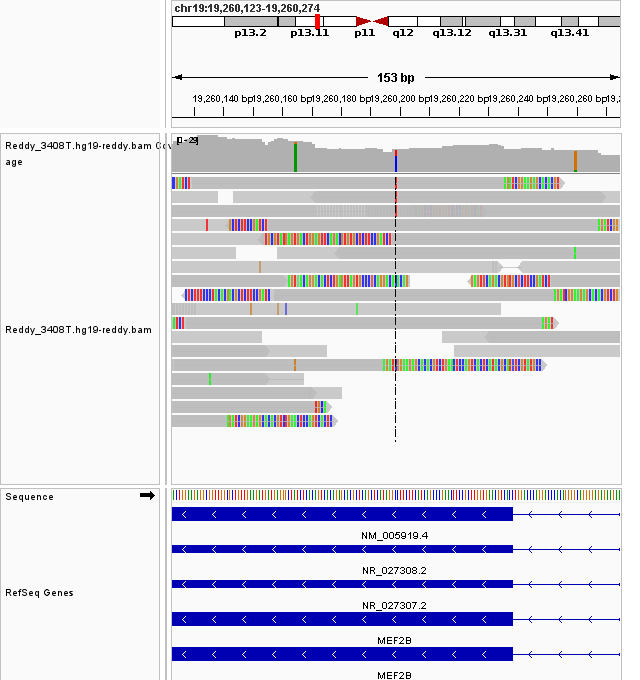 chr19:19,260,123-19,260,274
p13.2 p13.11 p11 q12 q13.12 q13.31 q13.41
153 bp
19,260,140 bp 19,260,160 bp 19,260,180 bp 19,260,200 bp 19,260,220 bp 19,260,240 bp 19,260,260 bp 19,2
Reddy_3408T.hg19-reddy.bam Cov
age
[0 - 29]
Reddy_3408T.hg19-reddy.bam
Sequence
NM_005919.4
NR_027308.2
RefSeq Genes
NR_027307.2
MEF2B
MEF2B